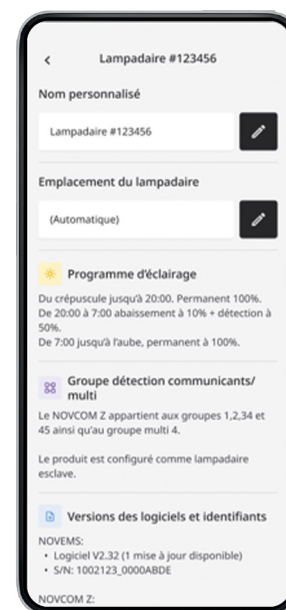 Lampadaire #123456
Nom personnalisé
Lampadaire #123456
Emplacement du lampadaire
(Automatique)
Programme d'éclairage
Du crépuscule jusqu'à 20:00. Permanent 100%.
De 20:00 à 7:00 abaissement à 10% + détection à
50%.
De 7:00 jusqu'à l'aube, permanent à 100%.
Groupe détection communicants/
multi
Le NOVCOM Z appartient aux groupes 1,2,34 et
45 ainsi qu'au groupe multi 4.
Le produit est configuré comme lampadaire
esclave.
Versions des logiciels et identifiants
NOVEMS:
• Logiciel V2.32 (1 mise à jour disponible)
• S/N: 1002123_0000ABDE
NOVCOM Z: